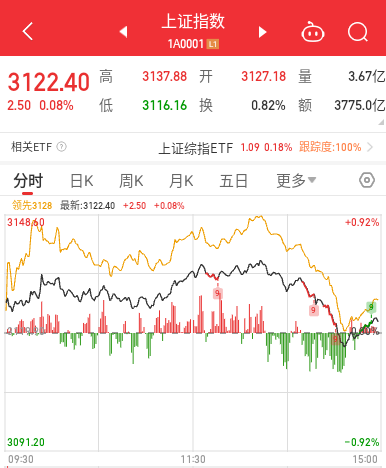 上证指数
1A0001 L1
3122.40 高 3137.88 开 3127.18 量 3.67亿
2.50 0.08% 低 3116.16 换 0.82% 额 3775.0亿
相关ETF ? 上证综指ETF 1.09 0.18% 跟踪度:100%
分时 日K 周K 月K 五日 更多
领先3128 最新:3122.40 +2.50 +0.08%
3148.60 +0.92%
9
9
9
3091.20 -0.92%
09:30 11:30 15:00